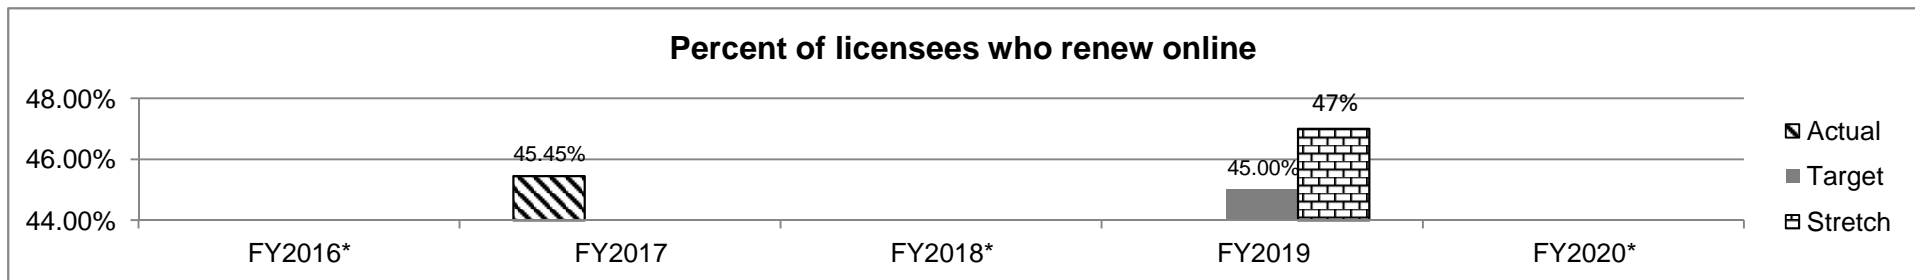 Percent of licensees who renew online
48.00%
46.00%
44.00%
45.45%
45.00%
47%
FY2016*
FY2017
FY2018*
FY2019
FY2020*
Actual
Target
Stretch